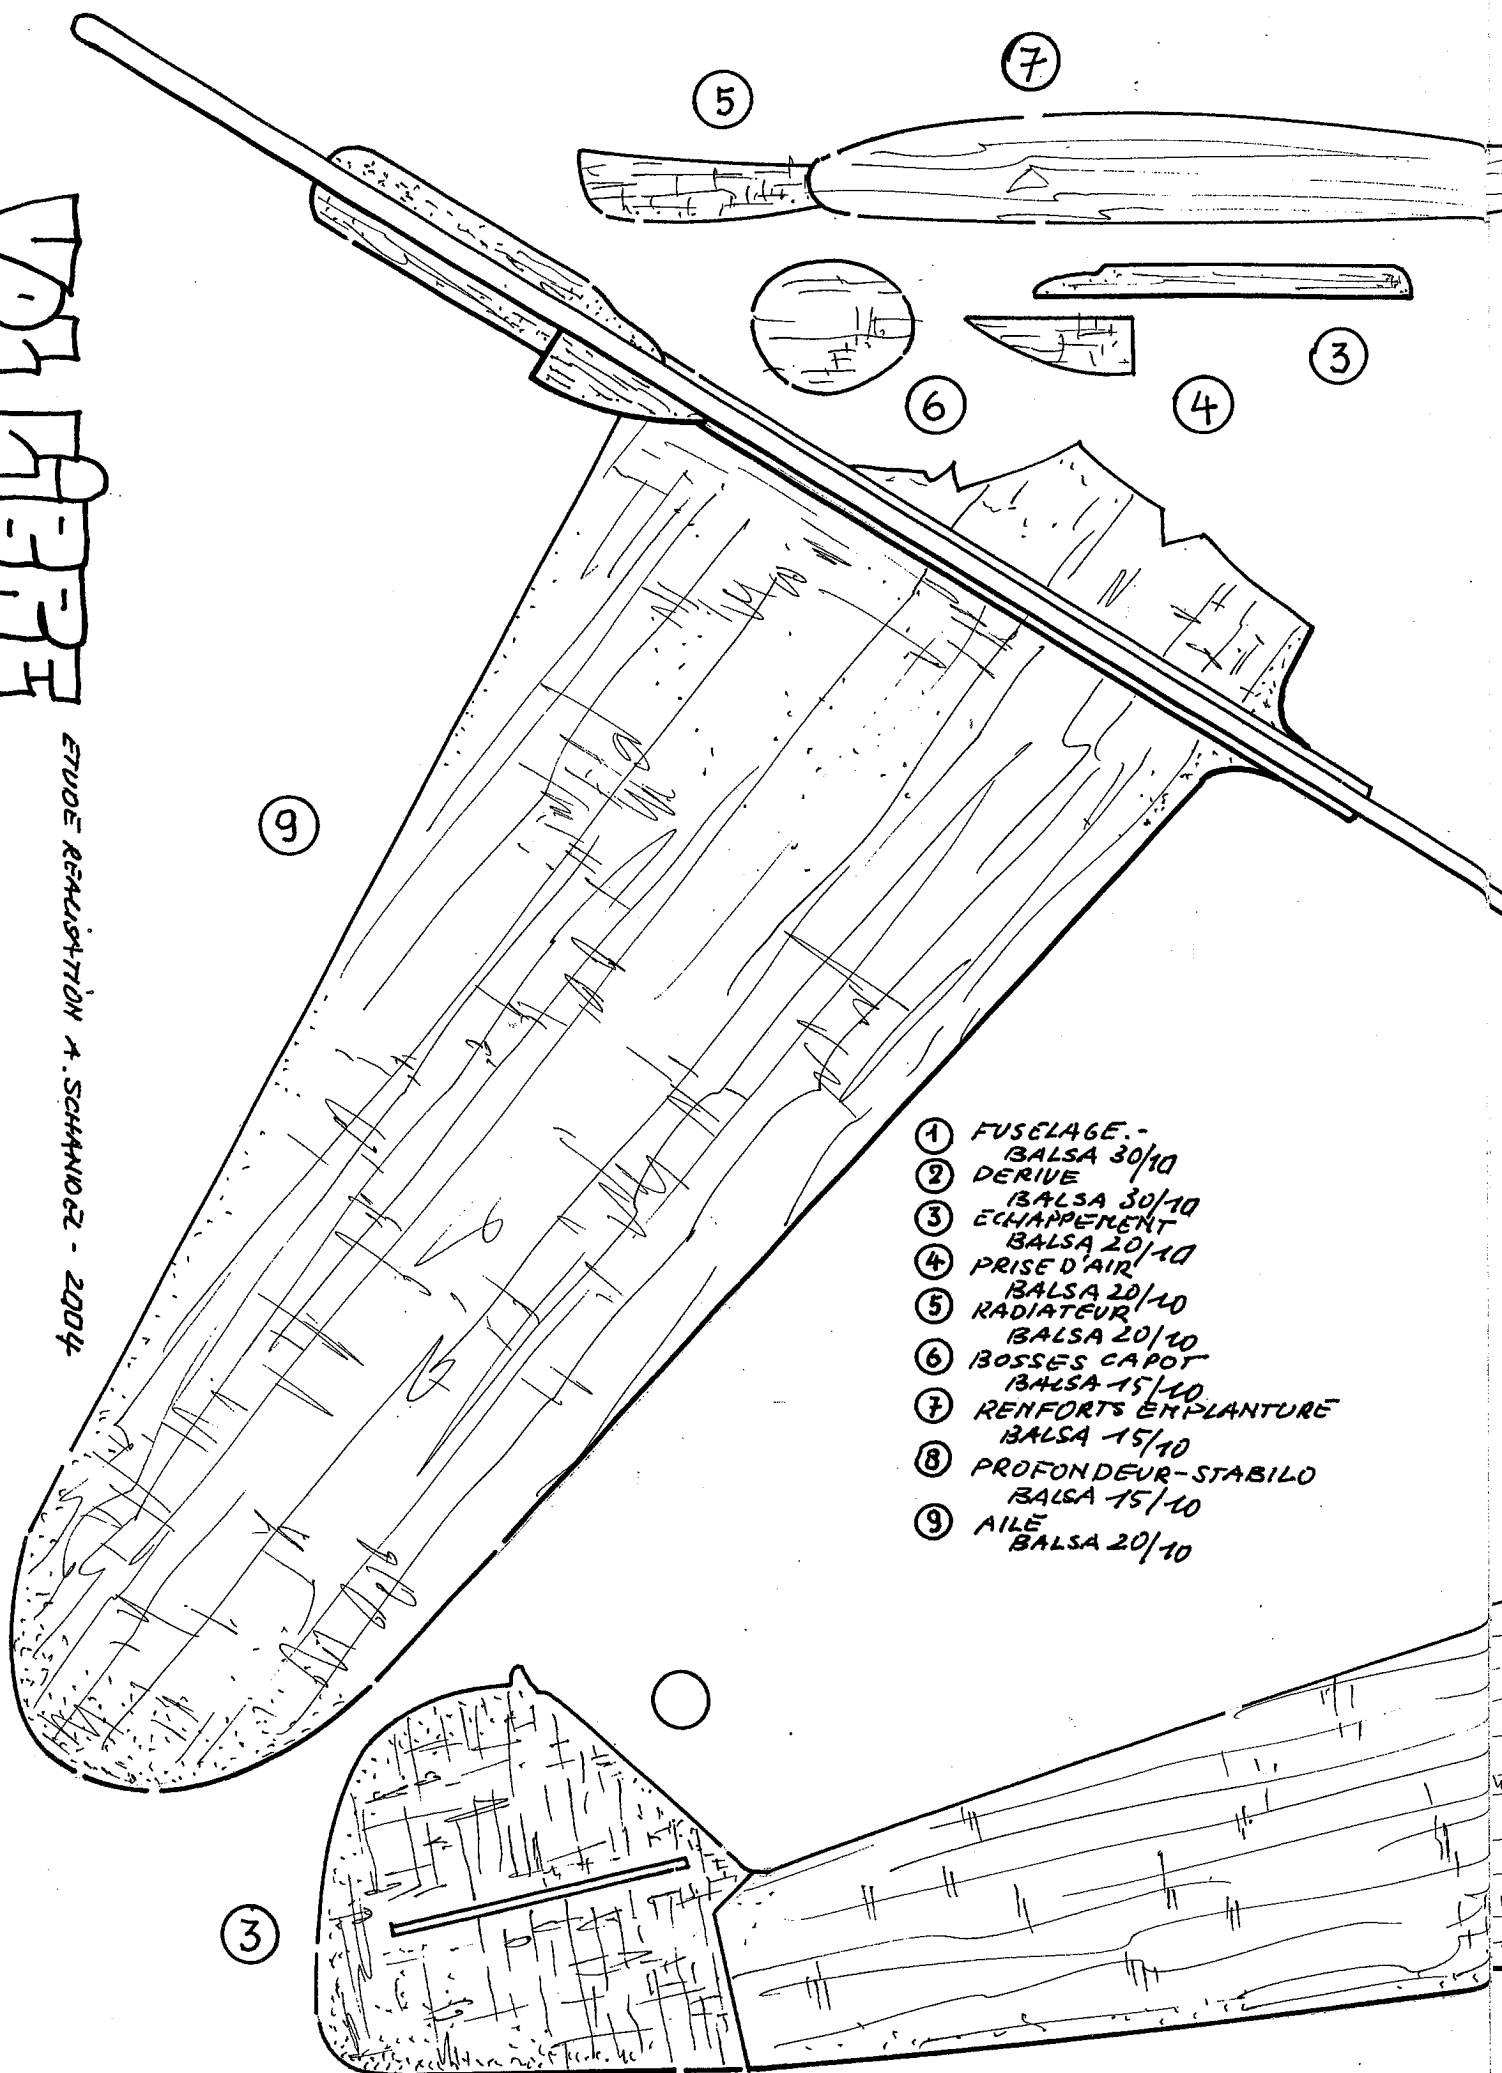 7
5
3
6
4
VOL LIBRE
ETUDE REALISATION A. SCHANDEL - 2004
9
1 FUSELAGE.-
BALSA 30/10
2 DERIVE
BALSA 30/10
3 ECHAPPEMENT
BALSA 20/10
4 PRISE D'AIR
BALSA 20/10
5 RADIATEUR
BALSA 20/10
6 BOSSES CAPOT
BALSA 15/10
7 RENFORTS EMPLANTURE
BALSA 15/10
8 PROFONDEUR-STABILO
BALSA 15/10
9 AILE
BALSA 20/10
3